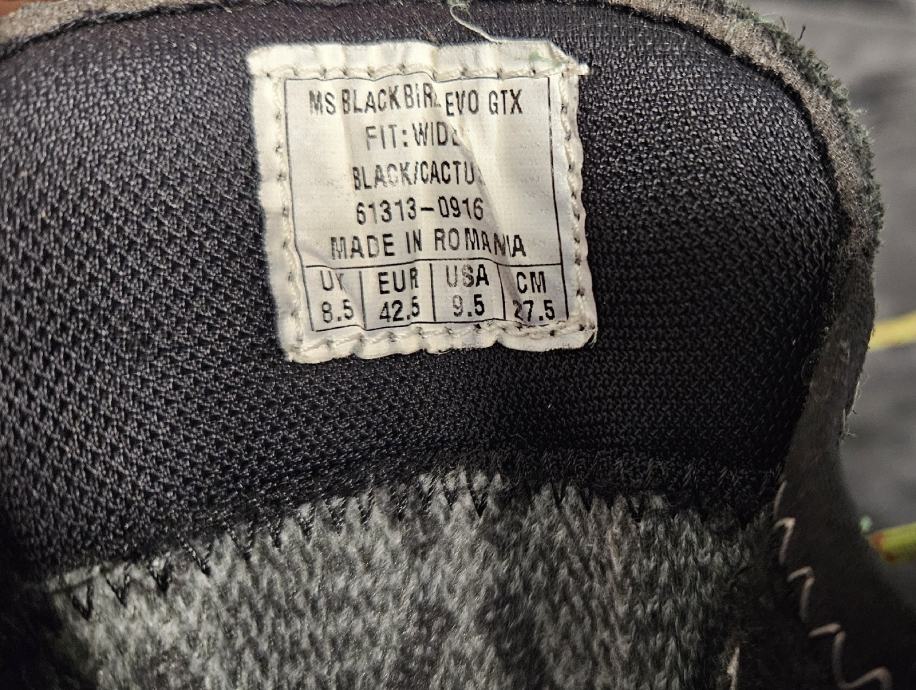 MS BLACKBIRD EVO GTX
FIT: WIDE
BLACK/CACTUS
61313-0916
MADE IN ROMANIA
UK EUR USA CM
8.5 42.5 9.5 27.5